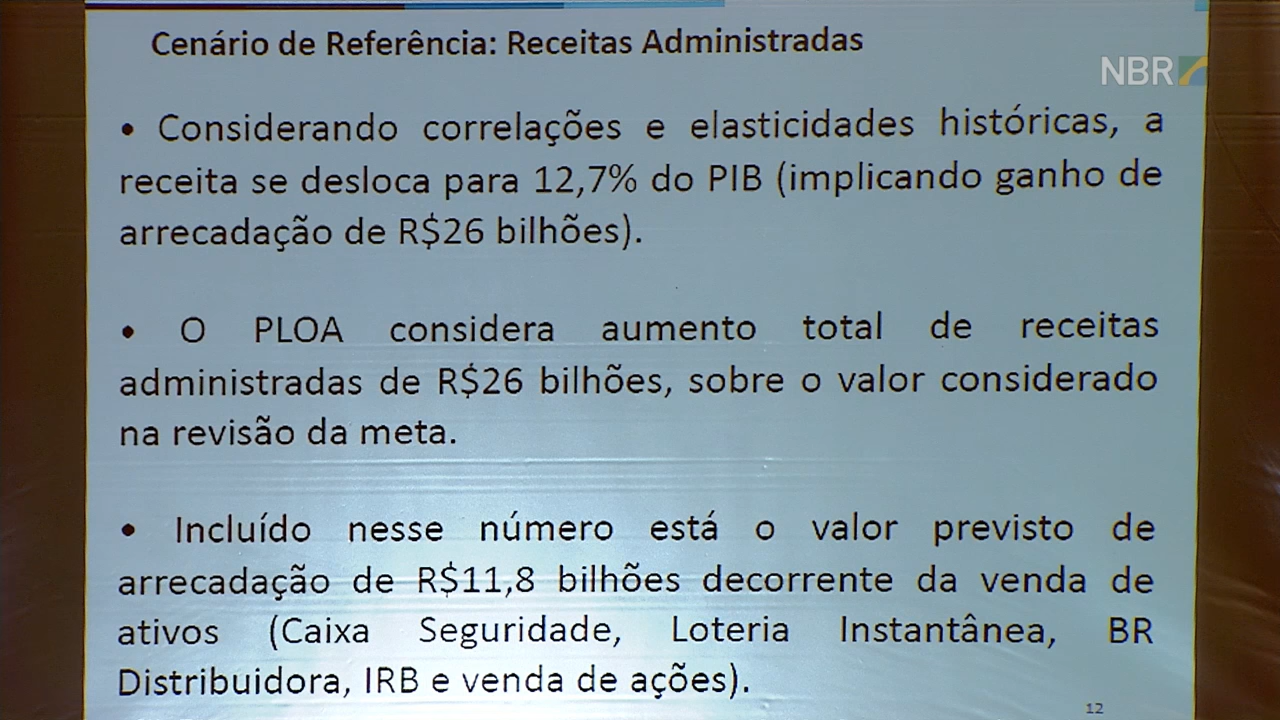 Cenário de Referência: Receitas Administradas
NBR
• Considerando correlações e elasticidades históricas, a
receita se desloca para 12,7% do PIB (implicando ganho de
arrecadação de R$26 bilhões).
• O PLOA considera aumento total de receitas
administradas de R$26 bilhões, sobre o valor considerado
na revisão da meta.
• Incluído nesse número está o valor previsto de
arrecadação de R$11,8 bilhões decorrente da venda de
ativos (Caixa Seguridade, Loteria Instantânea, BR
Distribuidora, IRB e venda de ações).
12